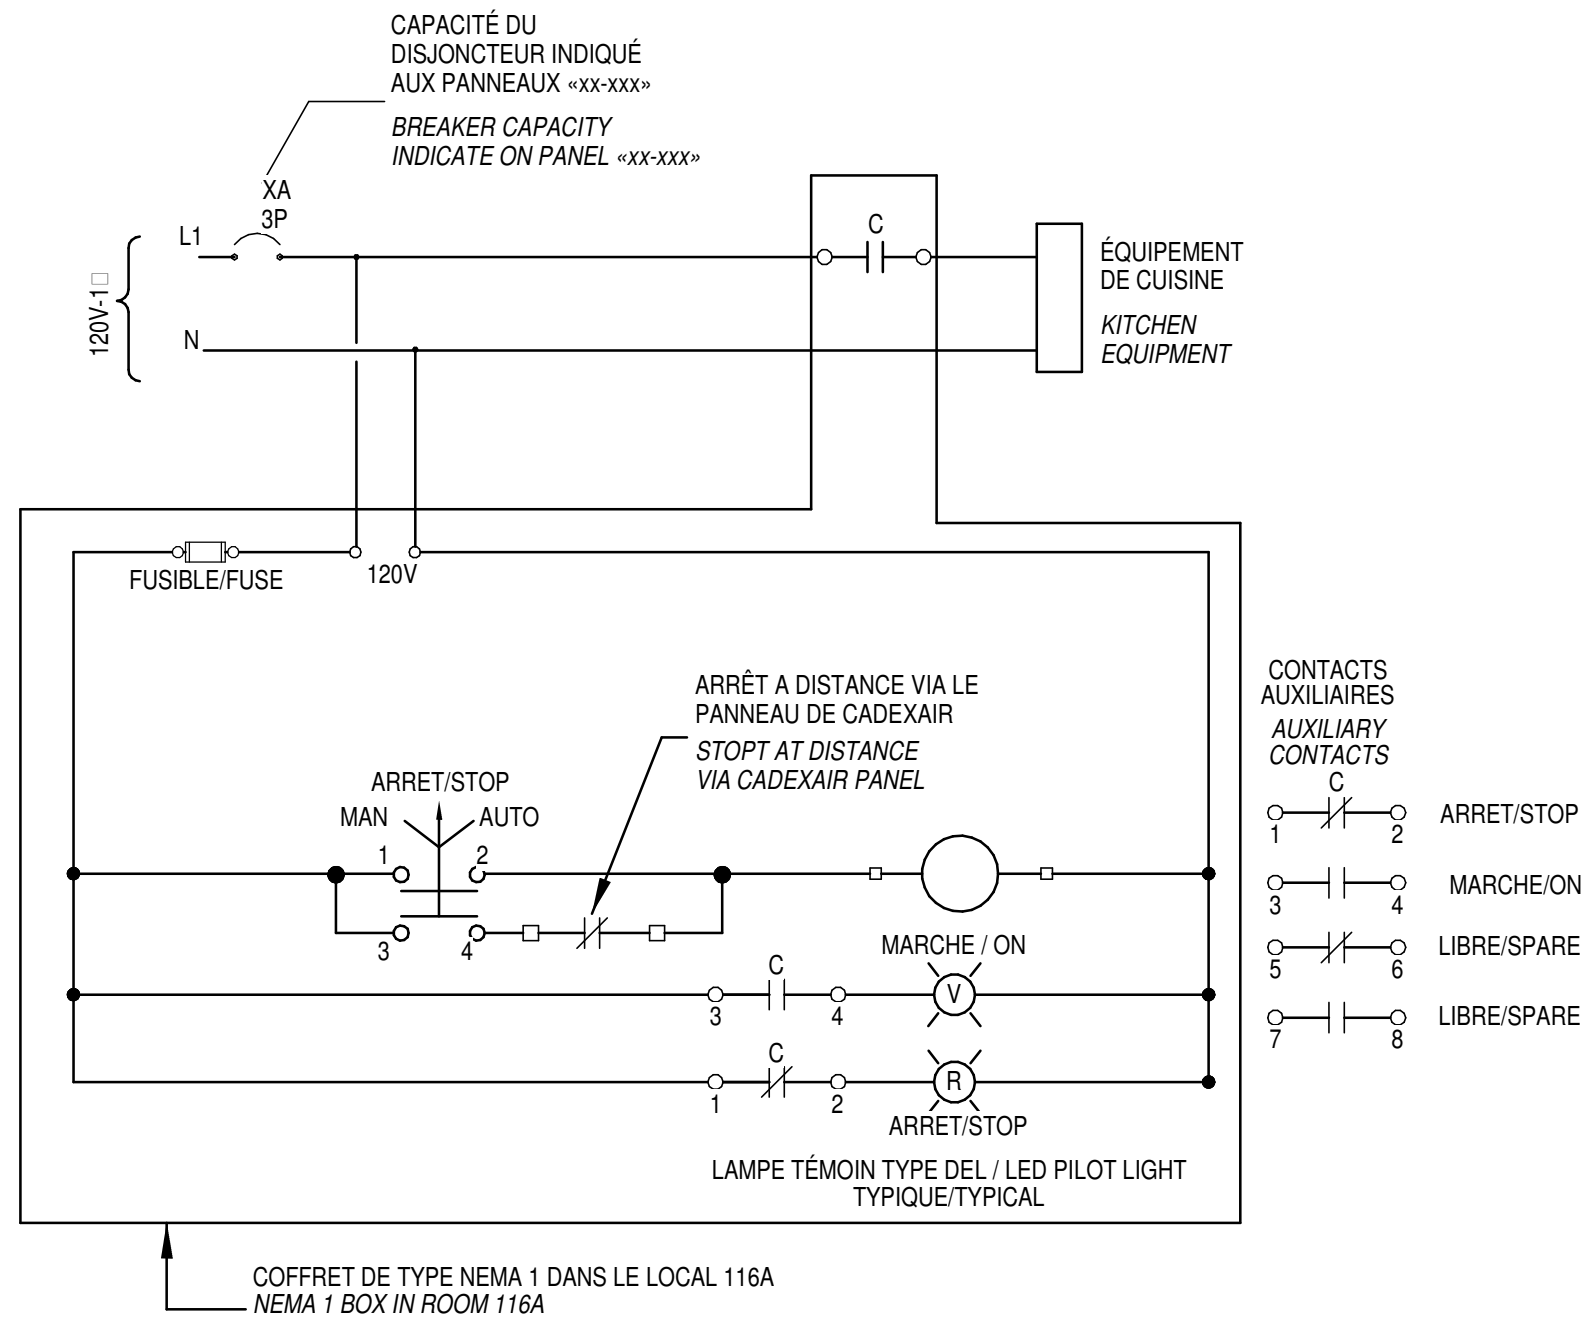 CAPACITÉ DU
DISJONCTEUR INDIQUÉ
AUX PANNEAUX «xx-xxx»
BREAKER CAPACITY
INDICATE ON PANEL «xx-xxx»
XA
3P
L1
C
120V-1□
N
ÉQUIPEMENT
DE CUISINE
KITCHEN
EQUIPMENT
FUSIBLE/FUSE
120V
ARRÊT A DISTANCE VIA LE
PANNEAU DE CADEXAIR
STOPT AT DISTANCE
VIA CADEXAIR PANEL
ARRET/STOP
MAN
AUTO
1
2
3
4
MARCHE / ON
C
V
3
4
C
R
1
2
ARRET/STOP
LAMPE TÉMOIN TYPE DEL / LED PILOT LIGHT
TYPIQUE/TYPICAL
CONTACTS
AUXILIAIRES
AUXILIARY
CONTACTS
C
1
2
ARRET/STOP
3
4
MARCHE/ON
5
6
LIBRE/SPARE
7
8
LIBRE/SPARE
COFFRET DE TYPE NEMA 1 DANS LE LOCAL 116A
NEMA 1 BOX IN ROOM 116A